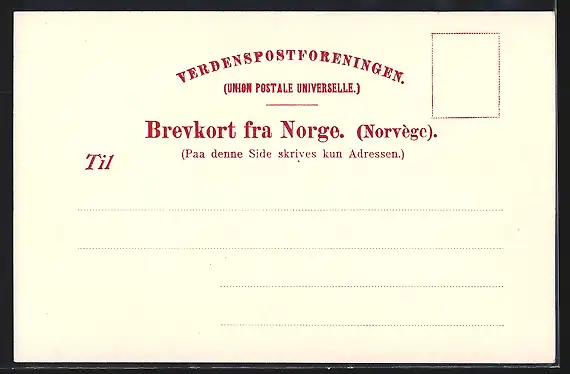 VERDENSPOSTFORENINGEN.
(UNION POSTALE UNIVERSELLE.)
Brevkort fra Norge. (Norvège).
(Paa denne Side skrives kun Adressen.)
Til